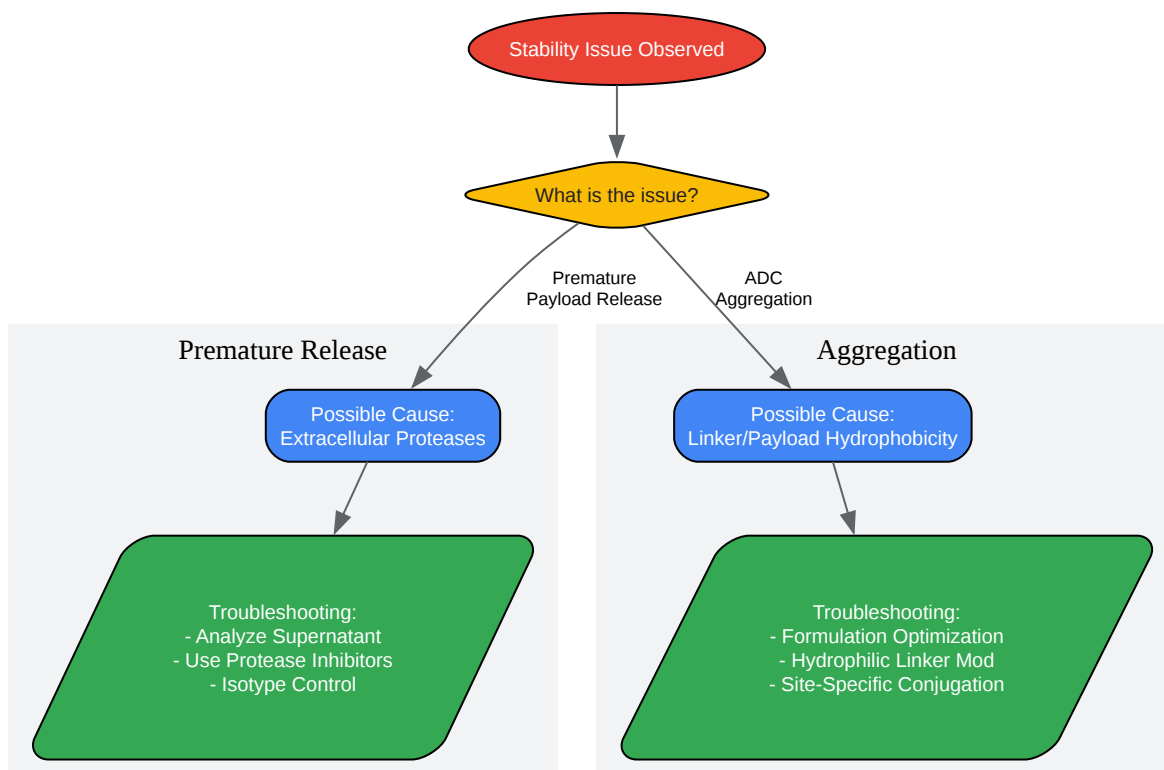 Stability Issue Observed
What is the issue?
Premature
Payload Release
ADC
Aggregation
Premature Release
Possible Cause:
Extracellular Proteases
Troubleshooting:
- Analyze Supernatant
- Use Protease Inhibitors
- Isotype Control
Aggregation
Possible Cause:
Linker/Payload Hydrophobicity
Troubleshooting:
- Formulation Optimization
- Hydrophilic Linker Mod
- Site-Specific Conjugation